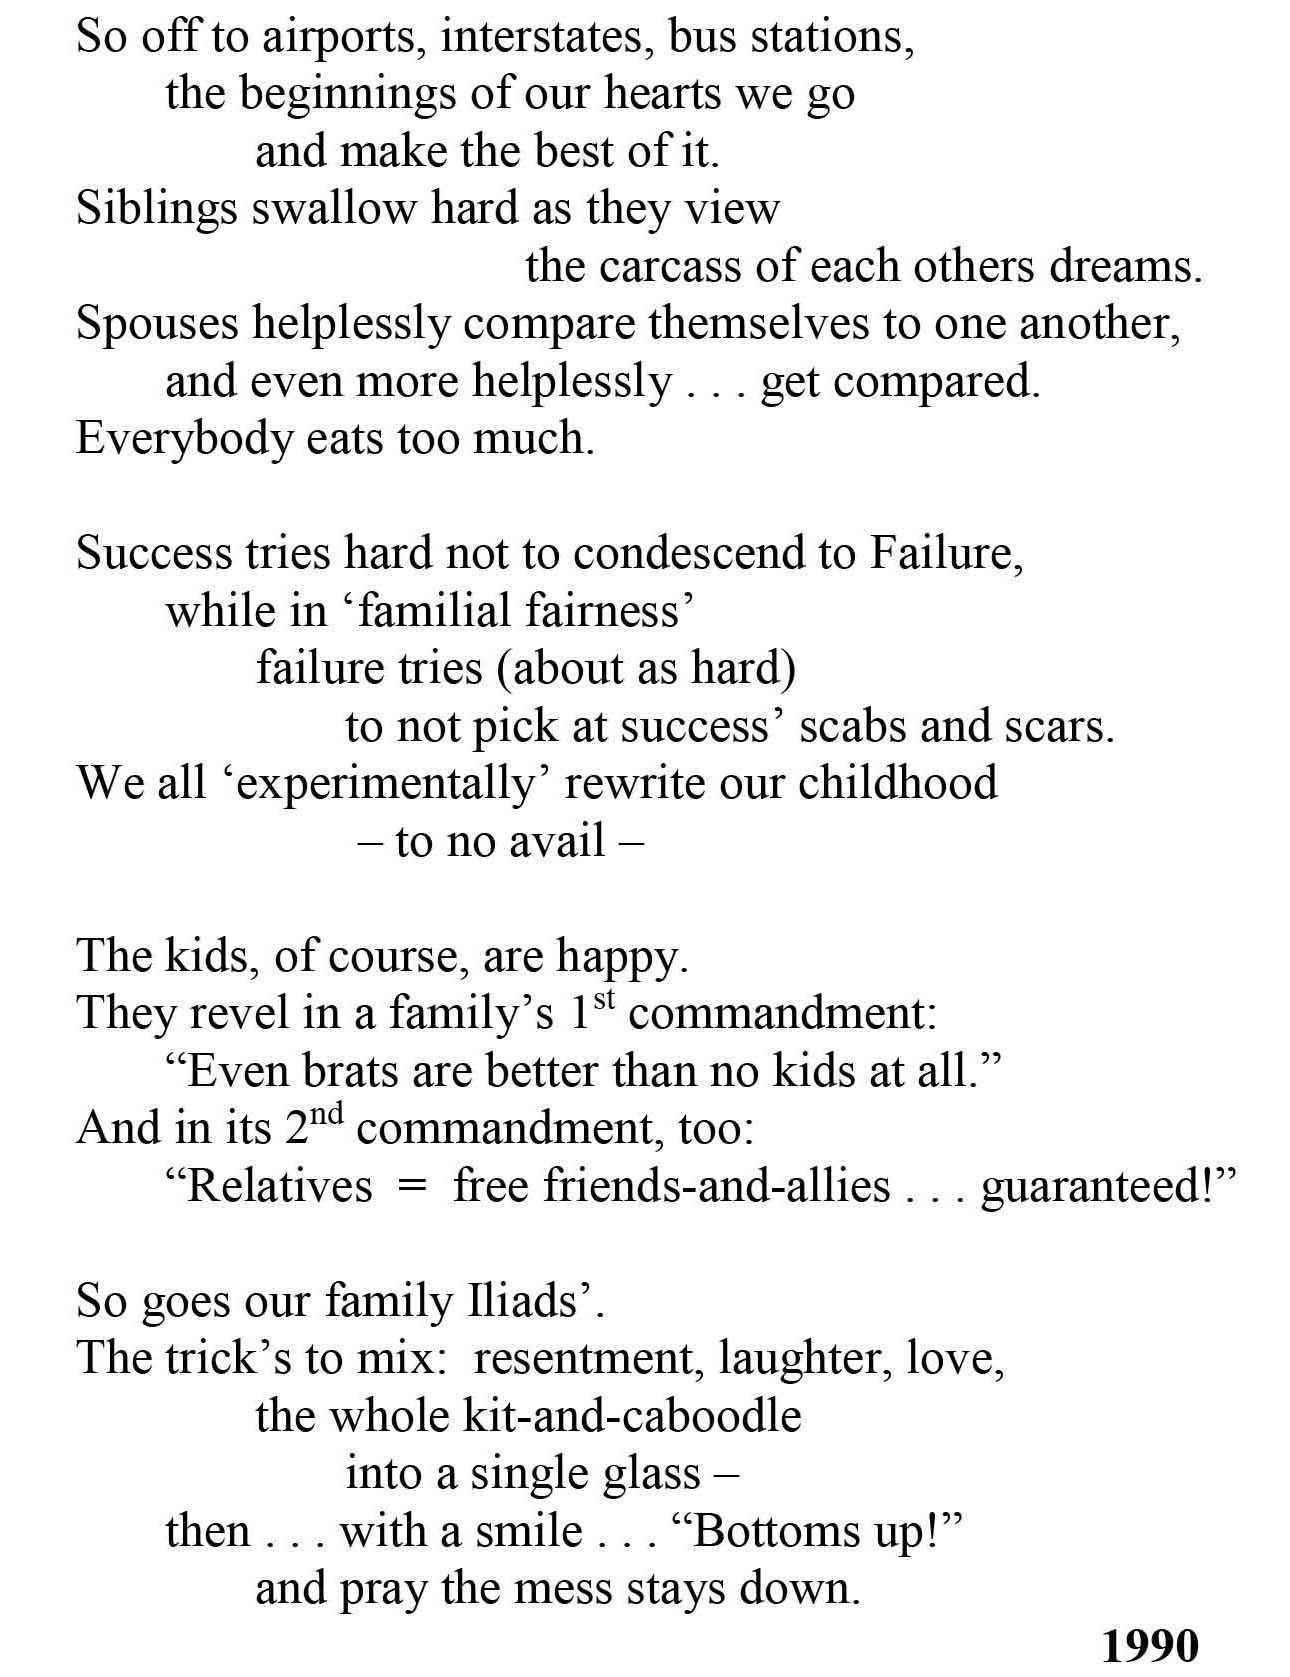 So off to airports, interstates, bus stations,
the beginnings of our hearts we go
and make the best of it.
Siblings swallow hard as they view
the carcass of each others dreams.
Spouses helplessly compare themselves to one another,
and even more helplessly . . . get compared.
Everybody eats too much.

Success tries hard not to condescend to Failure,
while in ‘familial fairness’
failure tries (about as hard)
to not pick at success’ scabs and scars.
We all ‘experimentally’ rewrite our childhood
– to no avail –

The kids, of course, are happy.
They revel in a family’s 1st commandment:
“Even brats are better than no kids at all.”
And in its 2nd commandment, too:
“Relatives  =  free friends-and-allies . . . guaranteed!”

So goes our family Iliads’.
The trick’s to mix:  resentment, laughter, love,
the whole kit-and-caboodle
into a single glass –
then . . . with a smile . . . “Bottoms up!”
and pray the mess stays down.
1990